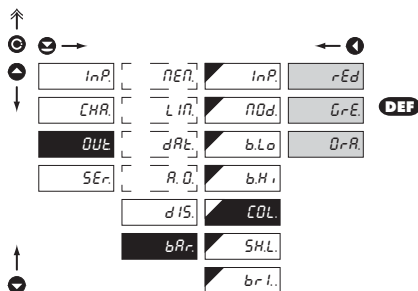 InP. MEM. InP. rEd
CHA. LIM. MOd. GrE. DEF
OUt dAt. b.Lo OrA.
SEr. A.O. b.Hi
dIS. COL.
bAr. SH.L.
brI..